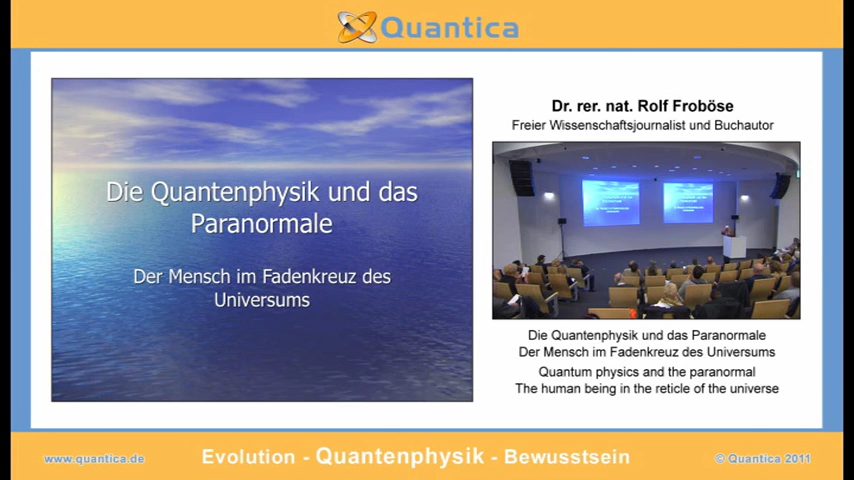 Quantica
Die Quantenphysik und das
Paranormale
Der Mensch im Fadenkreuz des
Universums
Dr. rer. nat. Rolf Froböse
Freier Wissenschaftsjournalist und Buchautor
Die Quantenphysik und das Paranormale
Der Mensch im Fadenkreuz des Universums
Quantum physics and the paranormal
The human being in the reticle of the universe
www.quantica.de
Evolution - Quantenphysik - Bewusstsein
© Quantica 2011